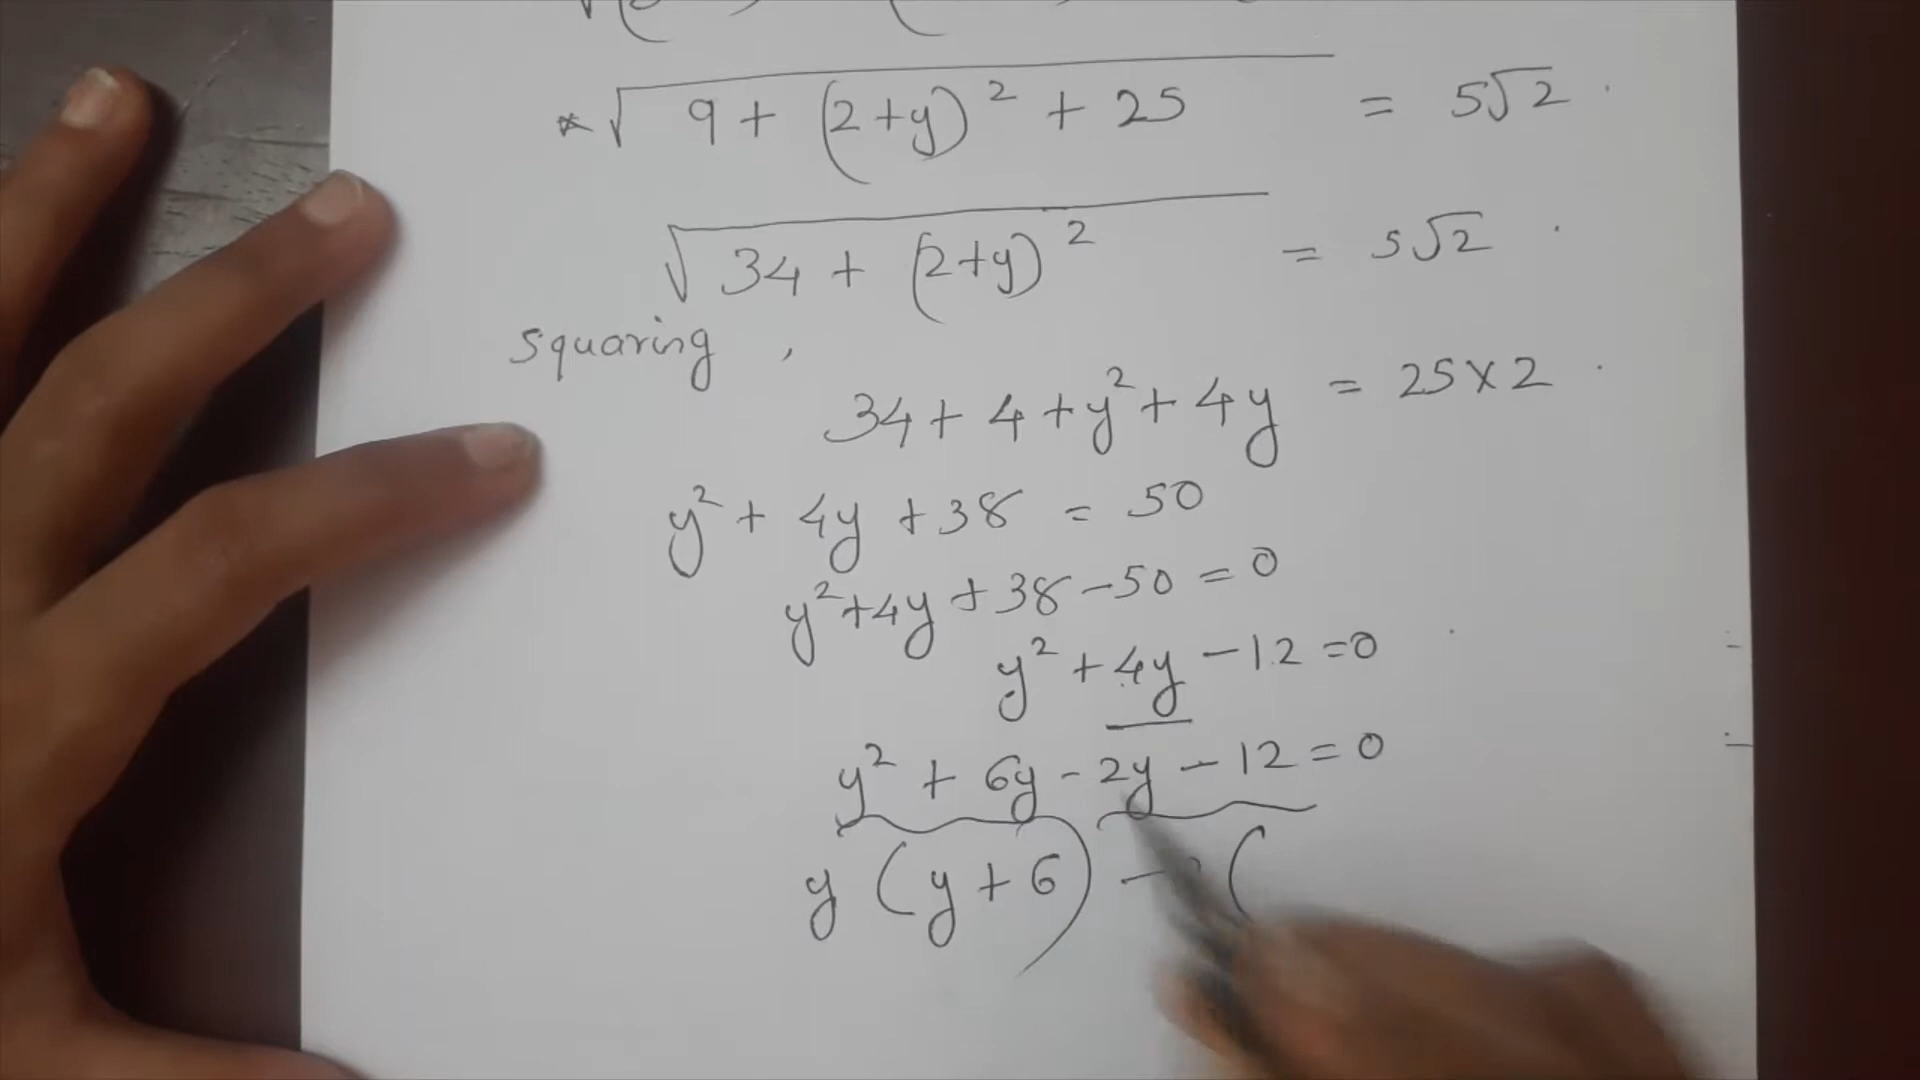 √9 + (2+y)² + 25 = 5√2
√34 + (2+y)² = 5√2
Squaring,
34 + 4 + y² + 4y = 25×2
y² + 4y + 38 = 50
y² + 4y + 38 - 50 = 0
y² + 4y - 12 = 0
y² + 6y - 2y - 12 = 0
y (y + 6) - (